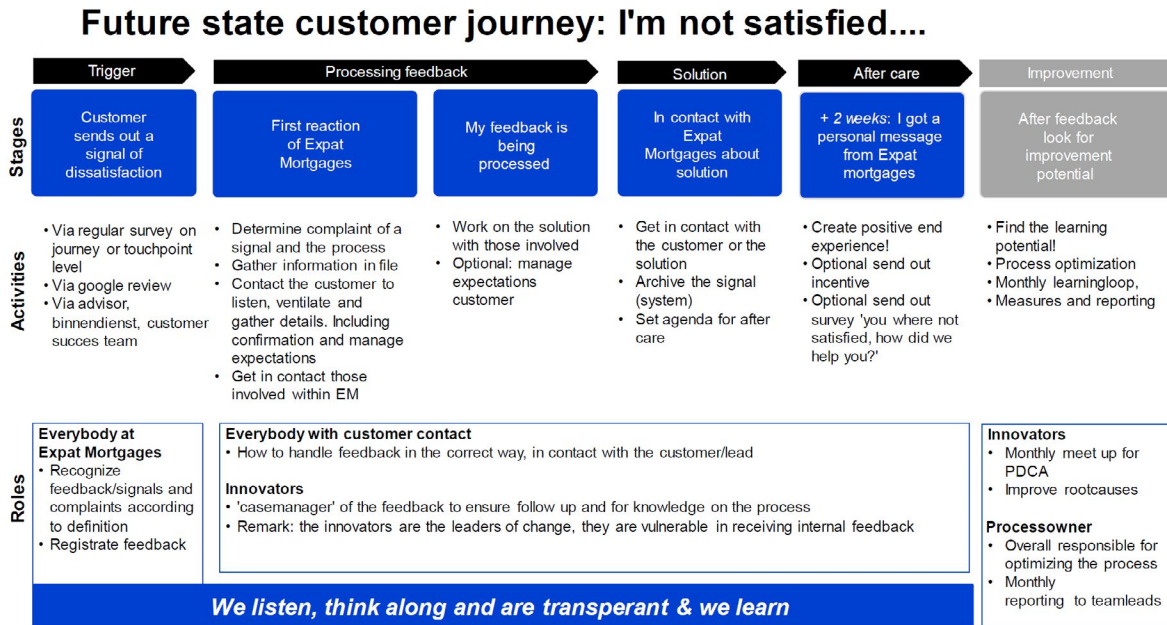 Future state customer journey: I'm not satisfied....
Trigger
Processing feedback
Solution
After care
Improvement
Stages
Customer
sends out a
signal of
dissatisfaction
First reaction
of Expat
Mortgages
My feedback is
being
processed
In contact with
Expat
Mortgages about
solution
+ 2 weeks: I got a
personal message
from Expat
mortgages
After feedback
look for
improvement
potential
Activities
• Via regular survey on
journey or touchpoint
level
• Via google review
• Via advisor,
binnendienst, customer
succes team
• Determine complaint of a
signal and the process
• Gather information in file
• Contact the customer to
listen, ventilate and
gather details. Including
confirmation and manage
expectations
• Get in contact those
involved within EM
• Work on the solution
with those involved
• Optional: manage
expectations
customer
• Get in contact with
the customer or the
solution
• Archive the signal
(system)
• Set agenda for after
care
• Create positive end
experience!
• Optional send out
incentive
• Optional send out
survey 'you where not
satisfied, how did we
help you?'
• Find the learning
potential!
• Process optimization
• Monthly learningloop,
• Measures and reporting
Roles
Everybody at
Expat Mortgages
• Recognize
feedback/signals and
complaints according
to definition
• Registrate feedback
Everybody with customer contact
• How to handle feedback in the correct way, in contact with the customer/lead
Innovators
• 'casemanager' of the feedback to ensure follow up and for knowledge on the process
• Remark: the innovators are the leaders of change, they are vulnerable in receiving internal feedback
Innovators
• Monthly meet up for
PDCA
• Improve rootcauses
Processowner
• Overall responsible for
optimizing the process
• Monthly
reporting to teamleads
We listen, think along and are transperant & we learn